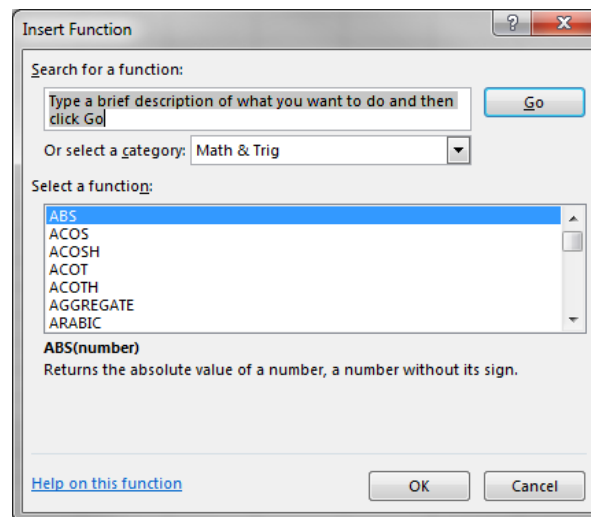 Insert Function
?
Search for a function:
Type a brief description of what you want to do and then
click Go
Go
Or select a category: Math & Trig
Select a function:
ABS
ACOS
ACOSH
ACOT
ACOTH
AGGREGATE
ARABIC
ABS(number)
Returns the absolute value of a number, a number without its sign.
Help on this function
OK
Cancel